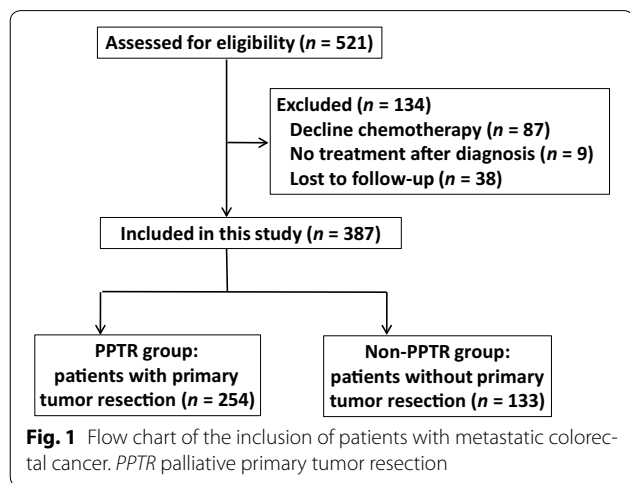 Assessed for eligibility (n = 521)
Excluded (n = 134)
Decline chemotherapy (n = 87)
No treatment after diagnosis (n = 9)
Lost to follow-up (n = 38)
Included in this study (n = 387)
PPTR group:
patients with primary
tumor resection (n = 254)
Non-PPTR group:
patients without primary
tumor resection (n = 133)
Fig. 1 Flow chart of the inclusion of patients with metastatic colorec-
tal cancer. PPTR palliative primary tumor resection